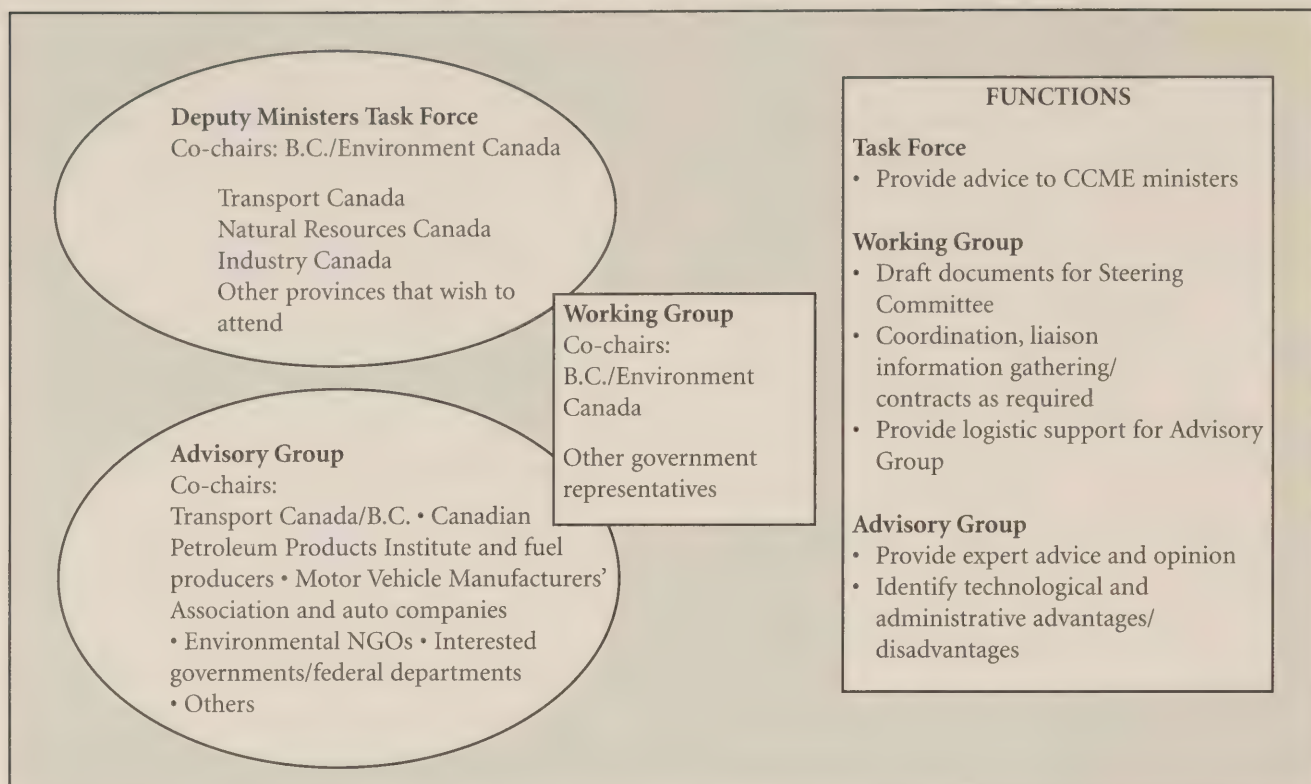 Deputy Ministers Task Force
Co-chairs: B.C./Environment Canada
Transport Canada
Natural Resources Canada
Industry Canada
Other provinces that wish to
attend
Working Group
Co-chairs:
B.C./Environment
Canada
Other government
representatives
Advisory Group
Co-chairs:
Transport Canada/B.C. • Canadian
Petroleum Products Institute and fuel
producers • Motor Vehicle Manufacturers’
Association and auto companies
• Environmental NGOs • Interested
governments/federal departments
• Others
FUNCTIONS
Task Force
• Provide advice to CCME ministers
Working Group
• Draft documents for Steering
Committee
• Coordination, liaison
information gathering/
contracts as required
• Provide logistic support for Advisory
Group
Advisory Group
• Provide expert advice and opinion
• Identify technological and
administrative advantages/
disadvantages